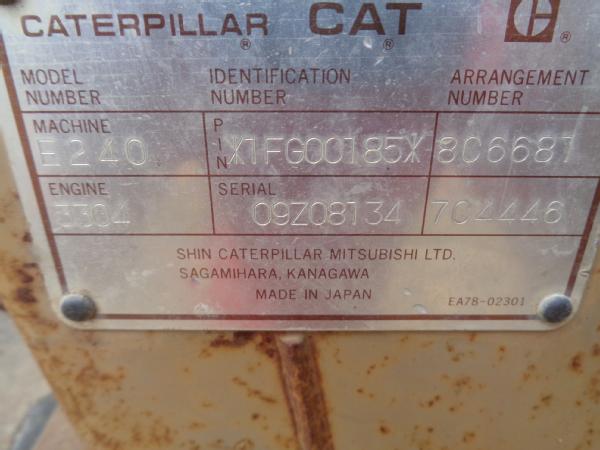 CATERPILLAR® CAT® ®
MODEL NUMBER IDENTIFICATION NUMBER ARRANGEMENT NUMBER
MACHINE E240 PIN X1FG00185X 8C6687
ENGINE 3304 SERIAL 09Z08134 7C4446
SHIN CATERPILLAR MITSUBISHI LTD.
SAGAMIHARA, KANAGAWA
MADE IN JAPAN EA78-02301